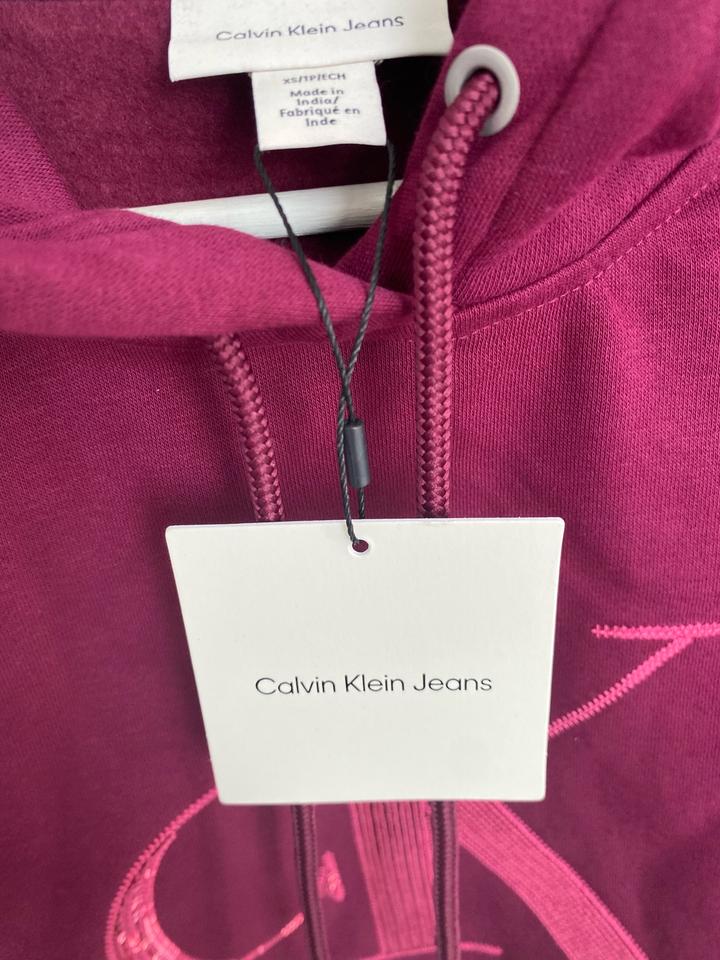 Calvin Klein Jeans
XS/TP/ECH
Made in
India/
Fabriqué en
Inde
Calvin Klein Jeans